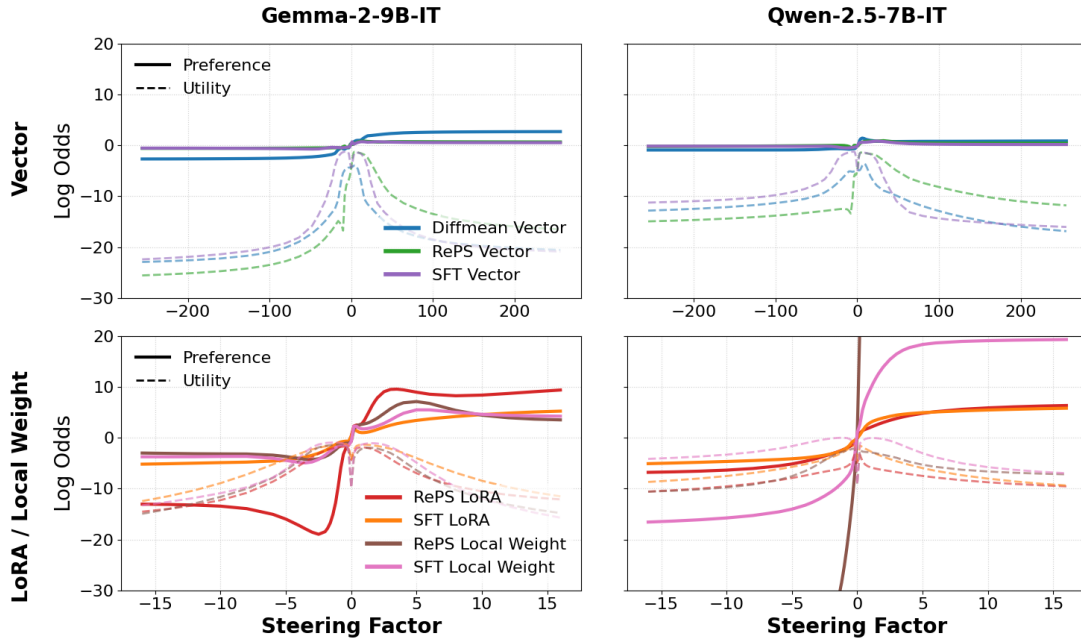 Gemma-2-9B-IT
Qwen-2.5-7B-IT
Vector
Log Odds
20
10
0
−10
−20
−30
Preference
Utility
Diffmean Vector
RePS Vector
SFT Vector
−200
−100
0
100
200
Preference
Utility
−200
−100
0
100
200
LoRA / Local Weight
Log Odds
20
10
0
−10
−20
−30
Preference
Utility
RePS LoRA
SFT LoRA
RePS Local Weight
SFT Local Weight
−15
−10
−5
0
5
10
15
Steering Factor
−15
−10
−5
0
5
10
15
Steering Factor